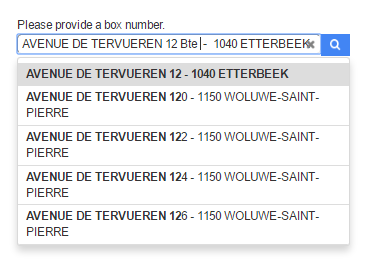 Please provide a box number.
AVENUE DE TERVUEREN 12 Bte - 1040 ETTERBEEK
AVENUE DE TERVUEREN 12 - 1040 ETTERBEEK
AVENUE DE TERVUEREN 120 - 1150 WOLUWE-SAINT-
PIERRE
AVENUE DE TERVUEREN 122 - 1150 WOLUWE-SAINT-
PIERRE
AVENUE DE TERVUEREN 124 - 1150 WOLUWE-SAINT-
PIERRE
AVENUE DE TERVUEREN 126 - 1150 WOLUWE-SAINT-
PIERRE